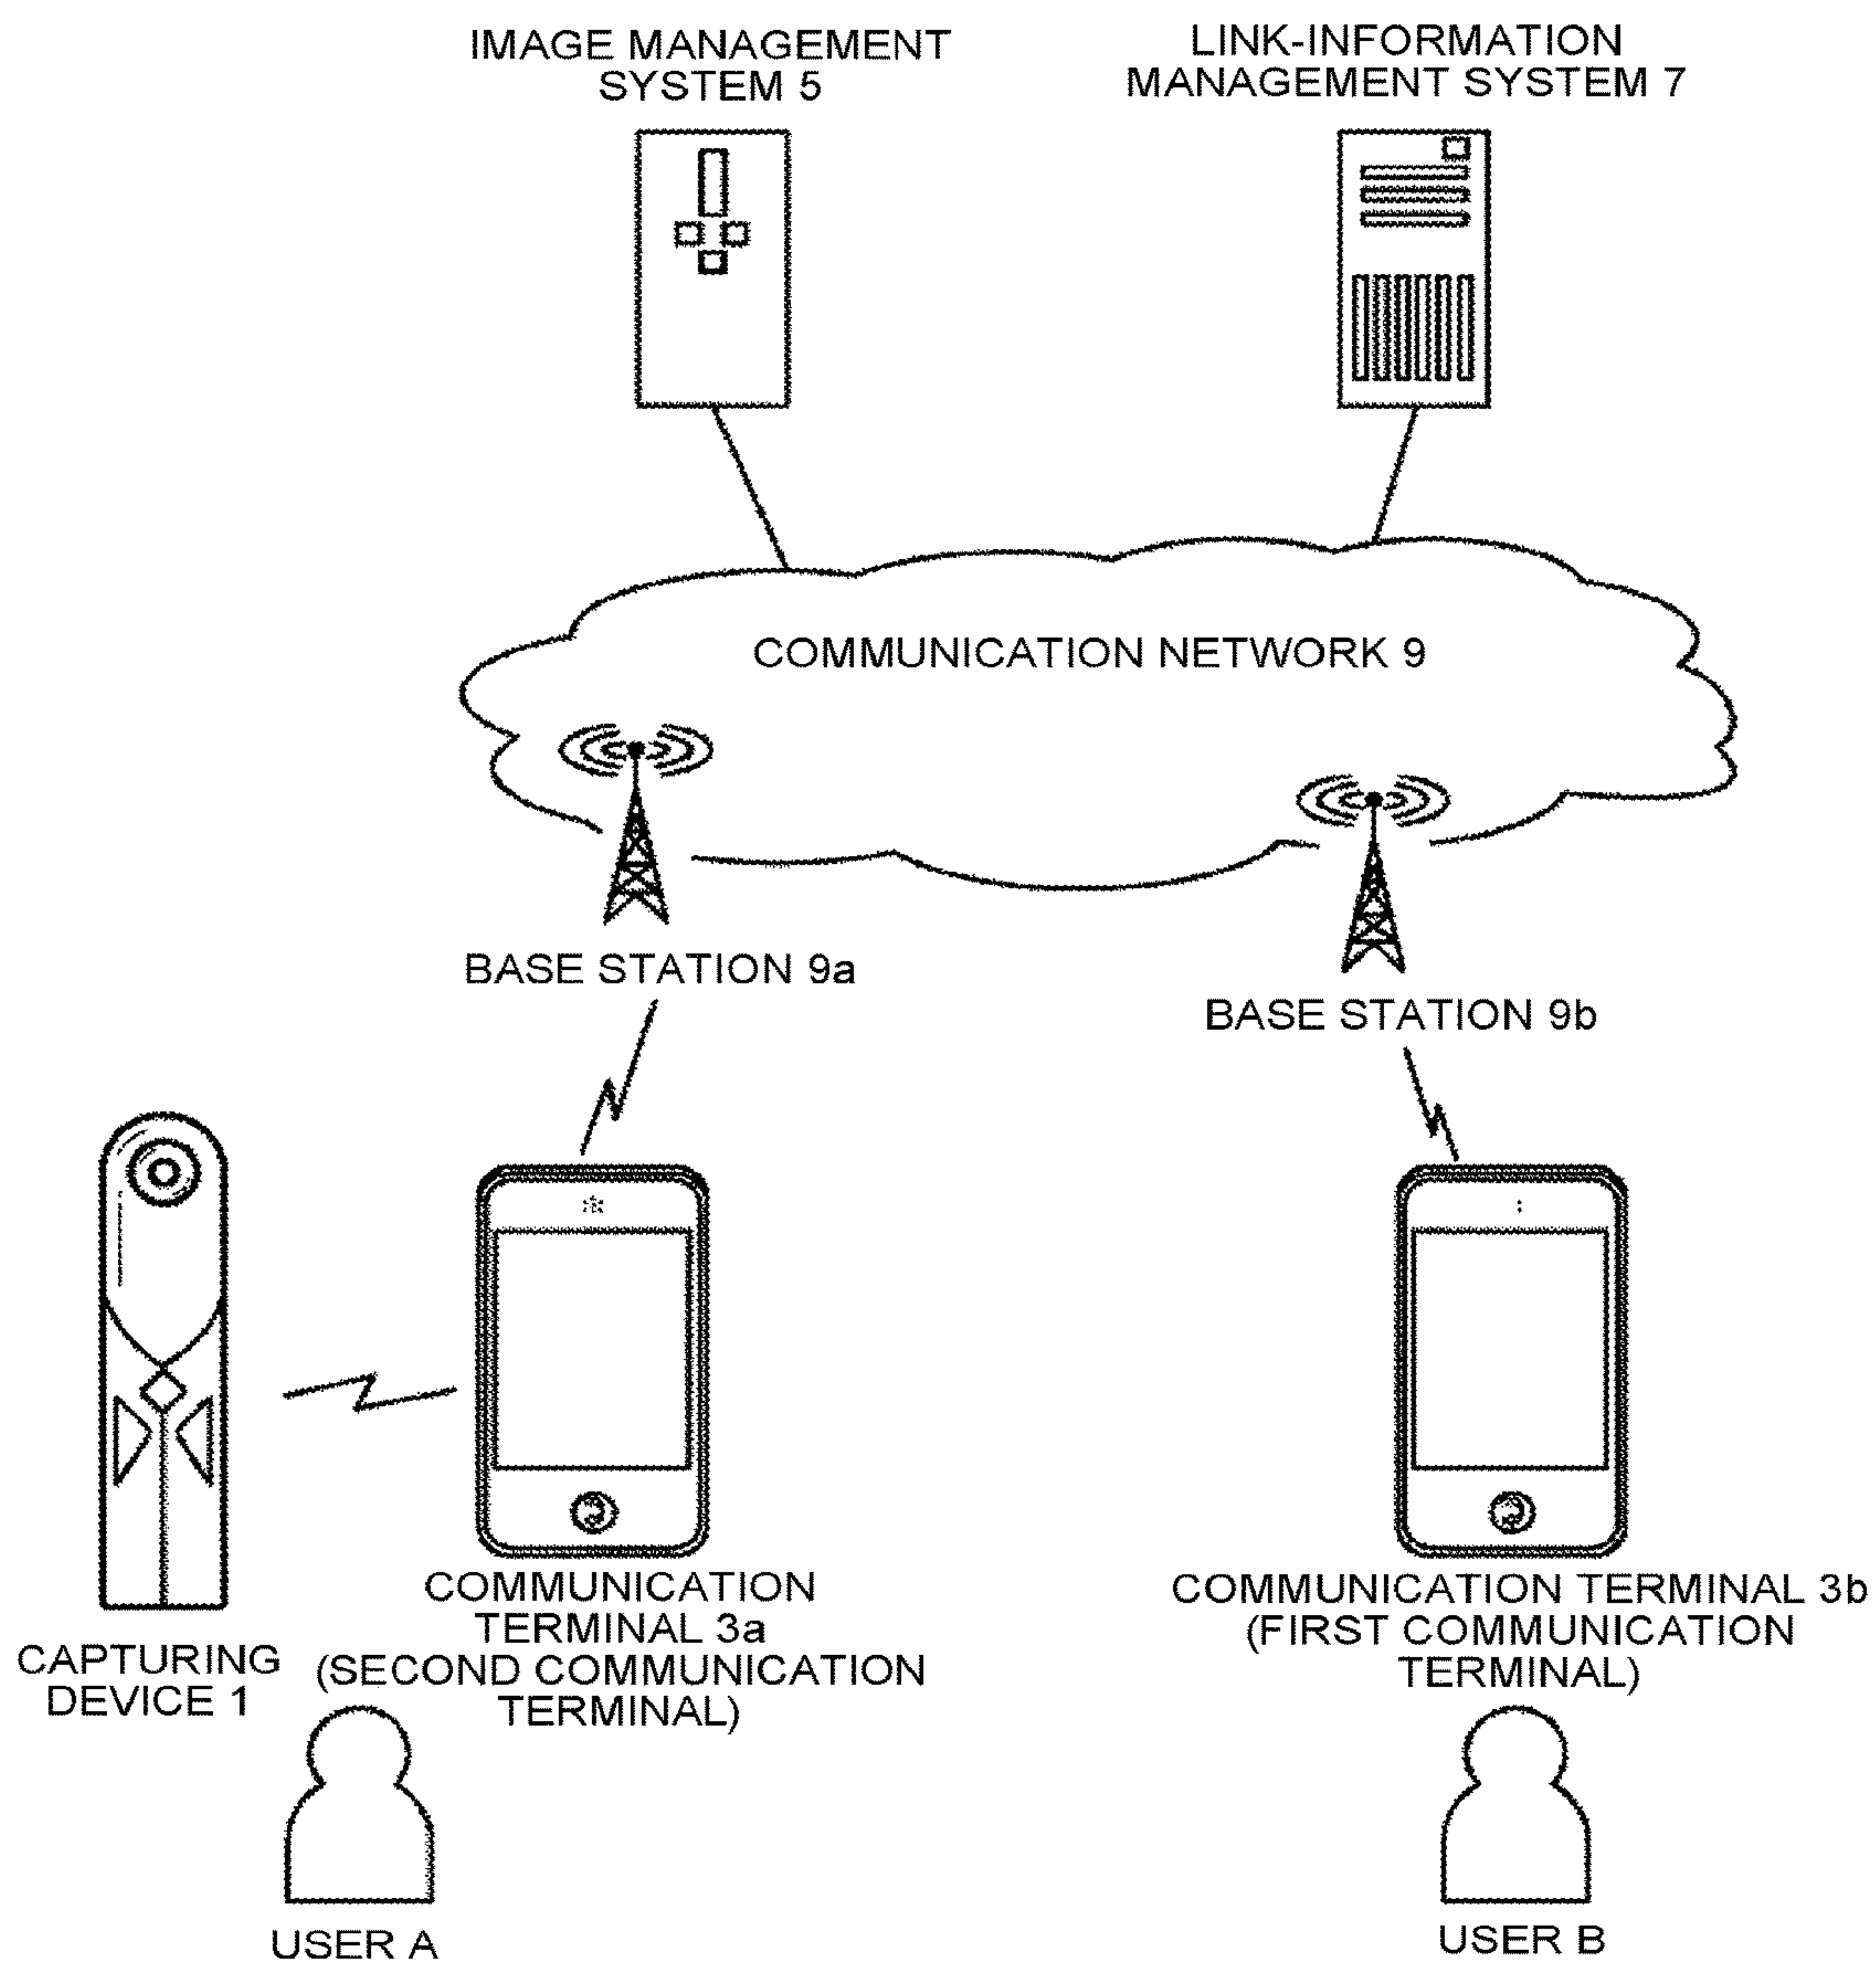 IMAGE MANAGEMENT
SYSTEM 5
LINK-INFORMATION
MANAGEMENT SYSTEM 7
COMMUNICATION NETWORK 9
BASE STATION 9a
BASE STATION 9b
CAPTURING
DEVICE 1
COMMUNICATION
TERMINAL 3a
(SECOND COMMUNICATION
TERMINAL)
COMMUNICATION TERMINAL 3b
(FIRST COMMUNICATION
TERMINAL)
USER A
USER B